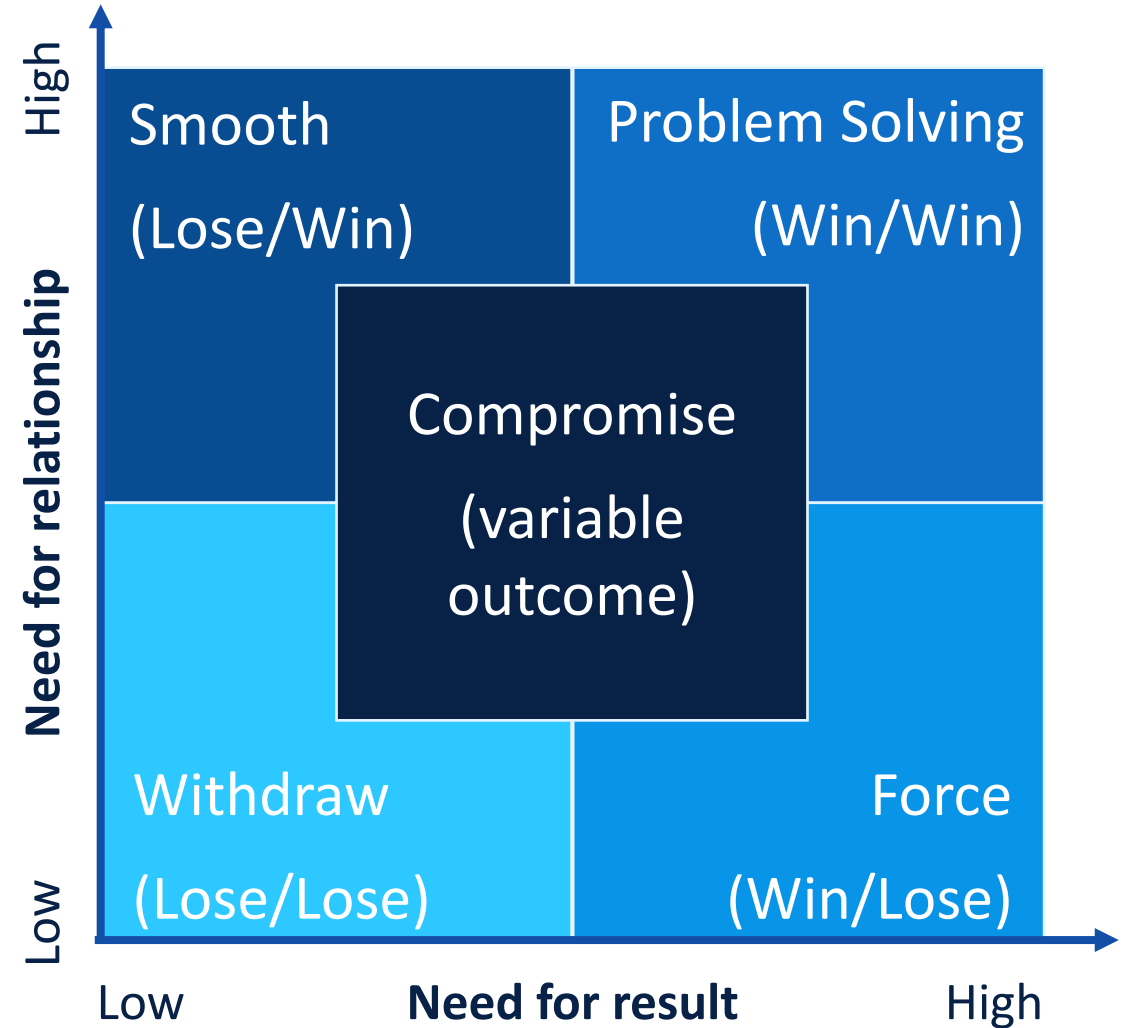 High
Need for relationship
Low
Smooth
(Lose/Win)
Problem Solving
(Win/Win)
Compromise
(variable
outcome)
Withdraw
(Lose/Lose)
Force
(Win/Lose)
Low
Need for result
High